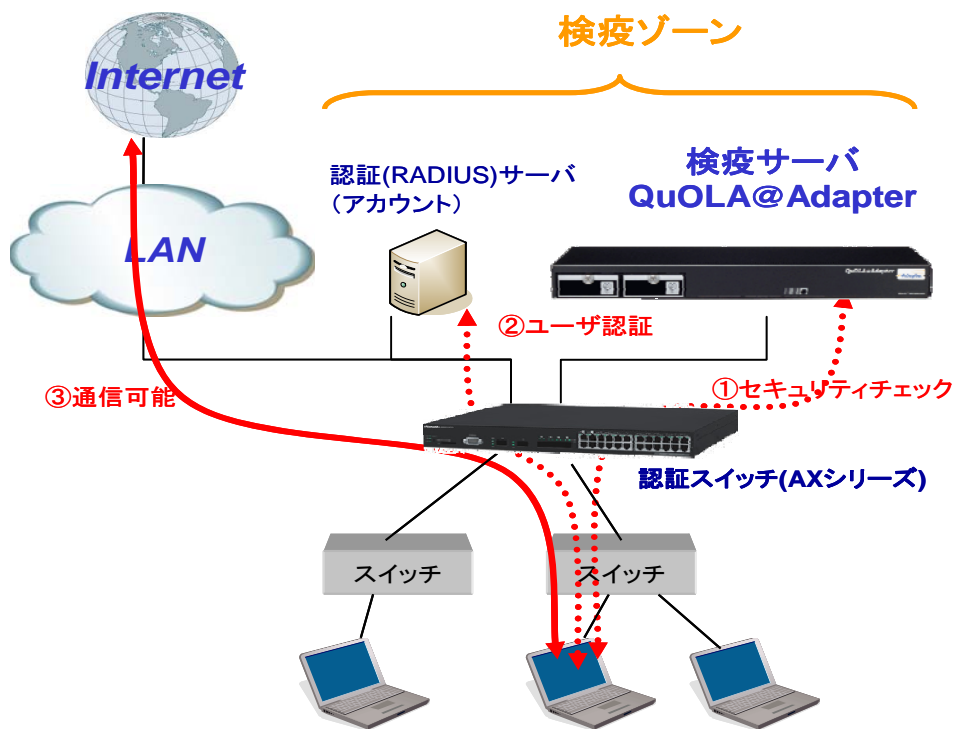 検疫ゾーン
Internet
検疫サーバ
QuOLA@Adapter
認証(RADIUS)サーバ
（アカウント）
LAN
QuOLA@Adapter
②ユーザ認証
①セキュリティチェック
③通信可能
認証スイッチ(AXシリーズ)
スイッチ
スイッチ